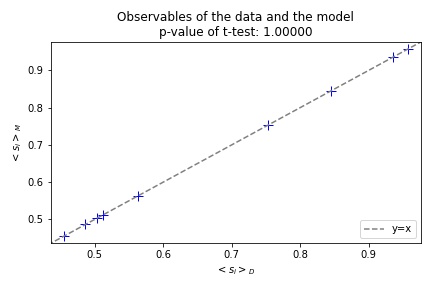 Observables of the data and the model
p-value of t-test: 1.00000
0.9
0.8
0.7
0.6
0.5
< s_i >_M
0.5
0.6
0.7
0.8
0.9
< s_i >_D
y=x